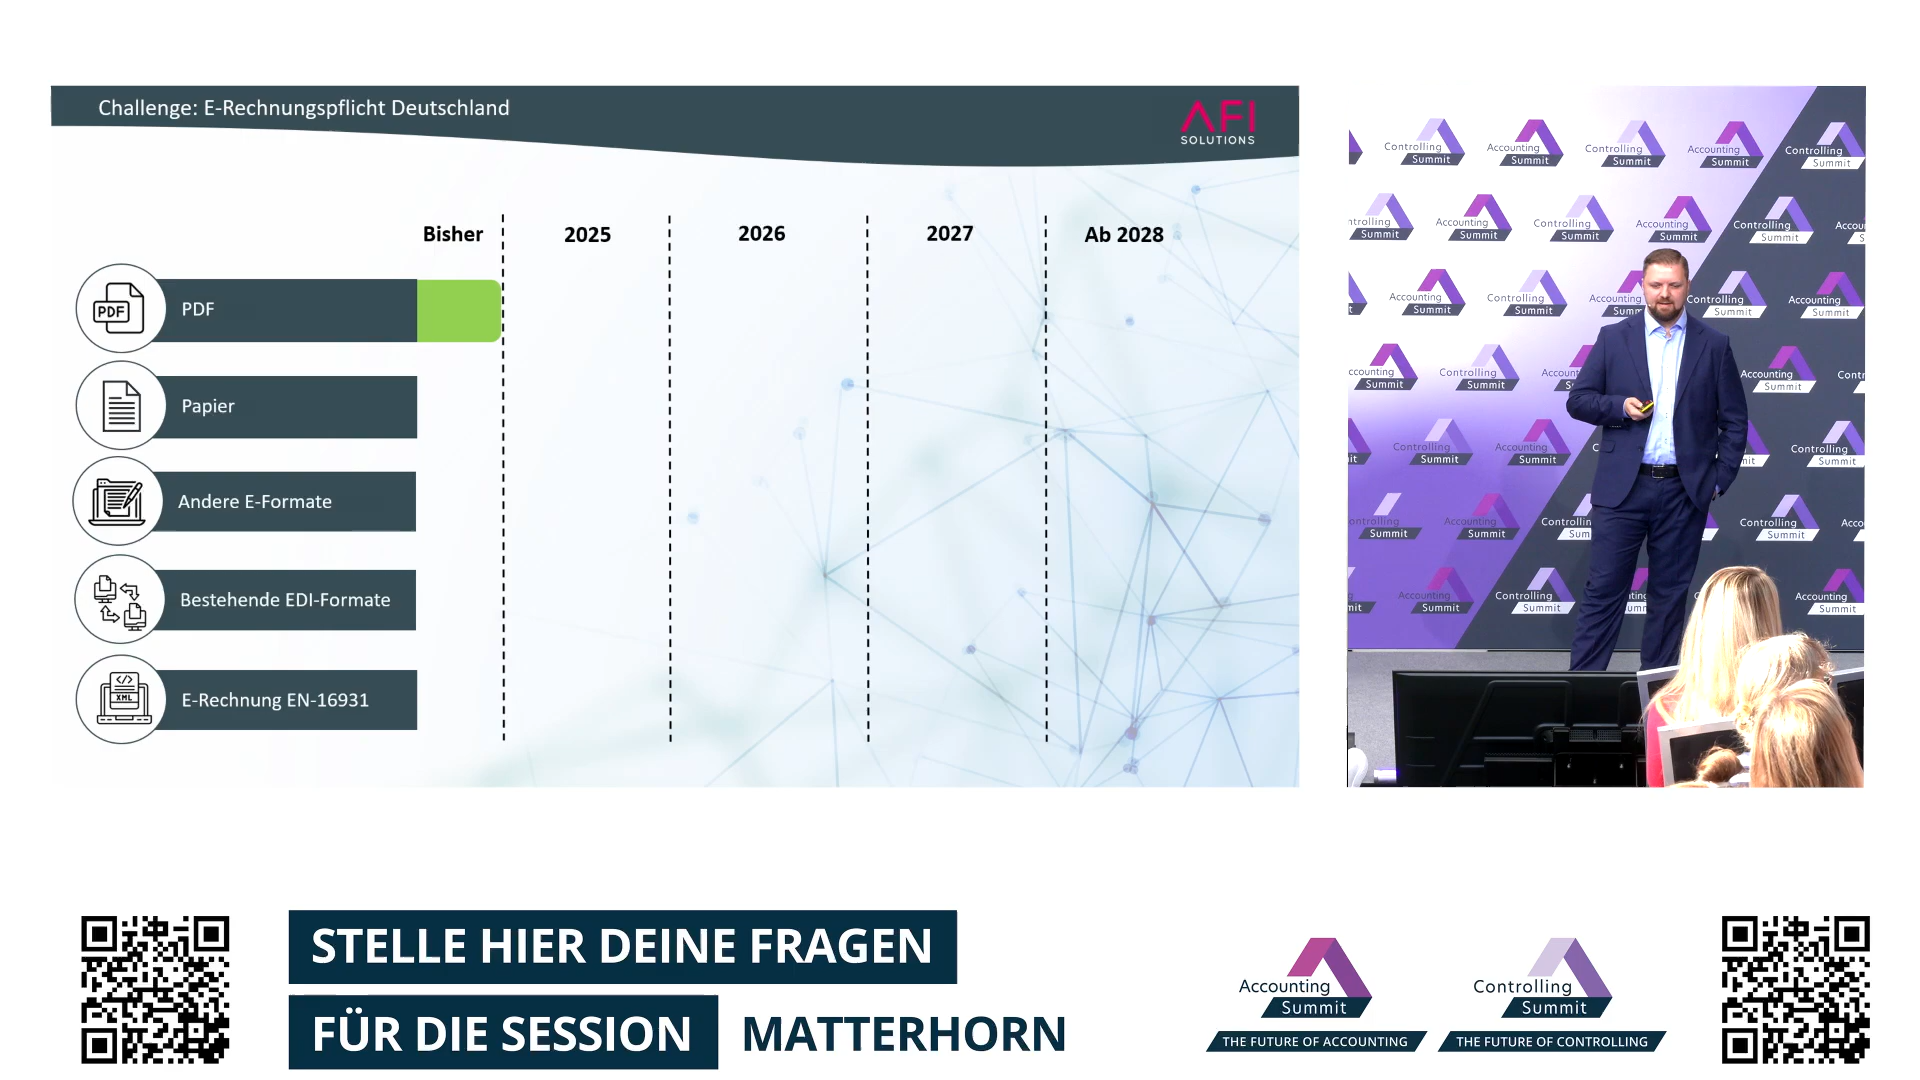 Challenge: E-Rechnungspflicht Deutschland
AFI
SOLUTIONS
Bisher
2025
2026
2027
Ab 2028
PDF
PDF
Papier
Andere E-Formate
Bestehende EDI-Formate
XML
E-Rechnung EN-16931
Controlling Summit
Accounting Summit
STELLE HIER DEINE FRAGEN
FÜR DIE SESSION MATTERHORN
Accounting
Summit
THE FUTURE OF ACCOUNTING
Controlling
Summit
THE FUTURE OF CONTROLLING